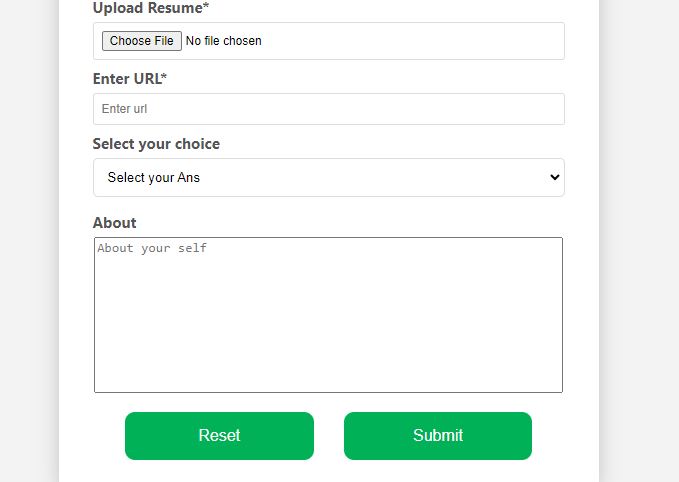 Upload Resume*
Choose File No file chosen
Enter URL*
Enter url
Select your choice
Select your Ans
About
About your self
Reset Submit